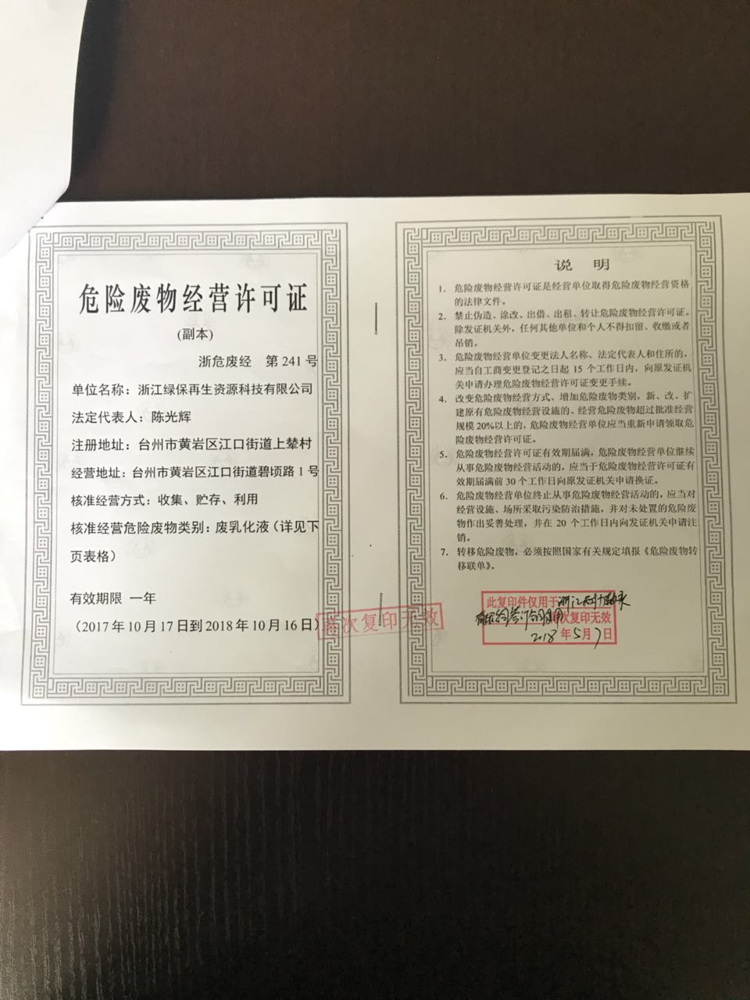 危险废物经营许可证
(副本)
浙危废经 第 241 号
单位名称：浙江绿保再生资源科技有限公司
法定代表人：陈光辉
注册地址：台州市黄岩区江口街道上辇村
经营地址：台州市黄岩区江口街道碧顷路 1 号
核准经营方式：收集、贮存、利用
核准经营危险废物类别：废乳化液（详见下
页表格）
有效期限 一年
（2017 年 10 月 17 日到 2018 年 10 月 16 日）
再次复印无效
说 明
1. 危险废物经营许可证是经营单位取得危险废物经营资格
的法律文件。
2. 禁止伪造、涂改、出借、出租、转让危险废物经营许可证。
除发证机关外，任何其他单位和个人不得扣留、收缴或者
吊销。
3. 危险废物经营单位变更法人名称、法定代表人和住所的，
应当自工商变更登记之日起 15 个工作日内，向原发证机
关申请办理危险废物经营许可证变更手续。
4. 改变危险废物经营方式、增加危险废物类别，新、改、扩
建原有危险废物经营设施的、经营危险废物超过批准经营
规模 20%以上的，危险废物经营单位应当重新申请领取危
险废物经营许可证。
5. 危险废物经营许可证有效期届满，危险废物经营单位继续
从事危险废物经营活动的，应当于危险废物经营许可证有
效期届满前 30 个工作日向原发证机关申请换证。
6. 危险废物经营单位终止从事危险废物经营活动的，应当对
经营设施、场所采取污染防治措施，并对未处置的危险废
物作出妥善处理，并在 20 个工作日内向发证机关申请注
销。
7. 转移危险废物，必须按照国家有关规定填报《危险废物转
移联单》。
此复印件仅用于浙江
再次复印无效
2018 年 5 月 7 日